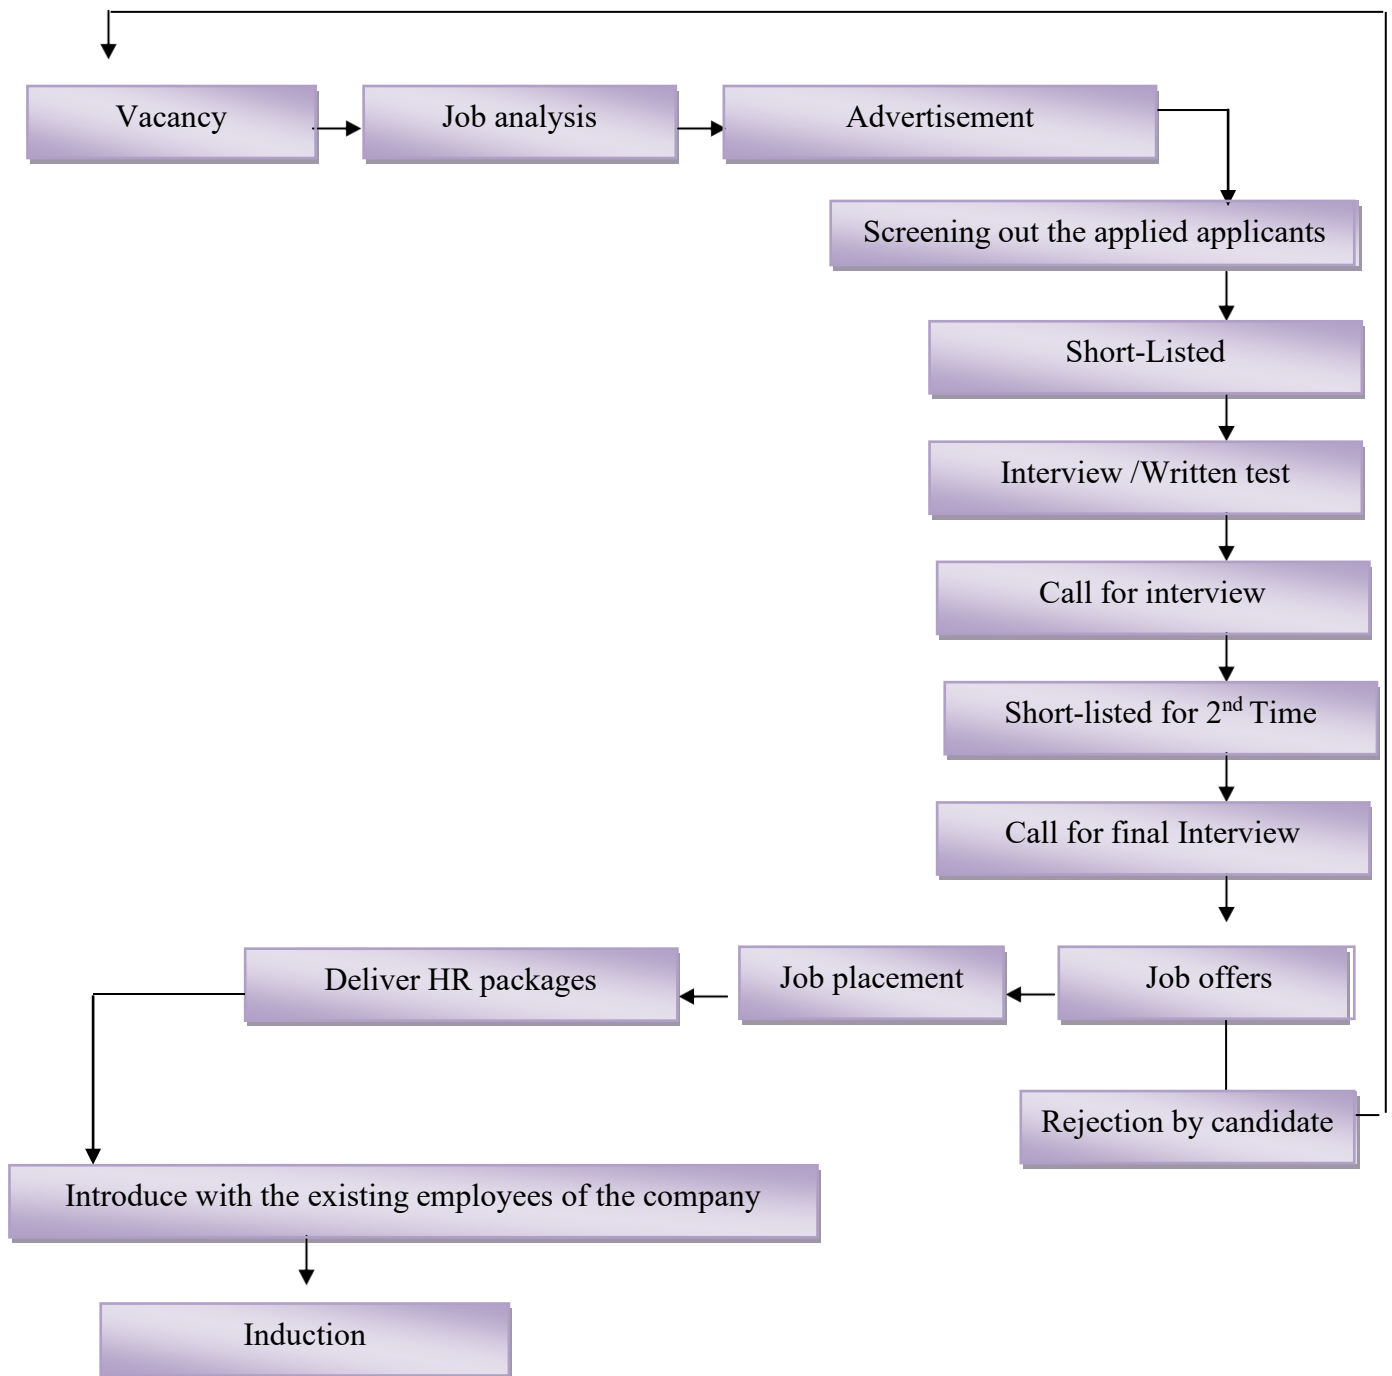 Vacancy
Job analysis
Advertisement
Screening out the applied applicants
Short-Listed
Interview /Written test
Call for interview
Short-listed for 2nd Time
Call for final Interview
Deliver HR packages
Job placement
Job offers
Rejection by candidate
Introduce with the existing employees of the company
Induction